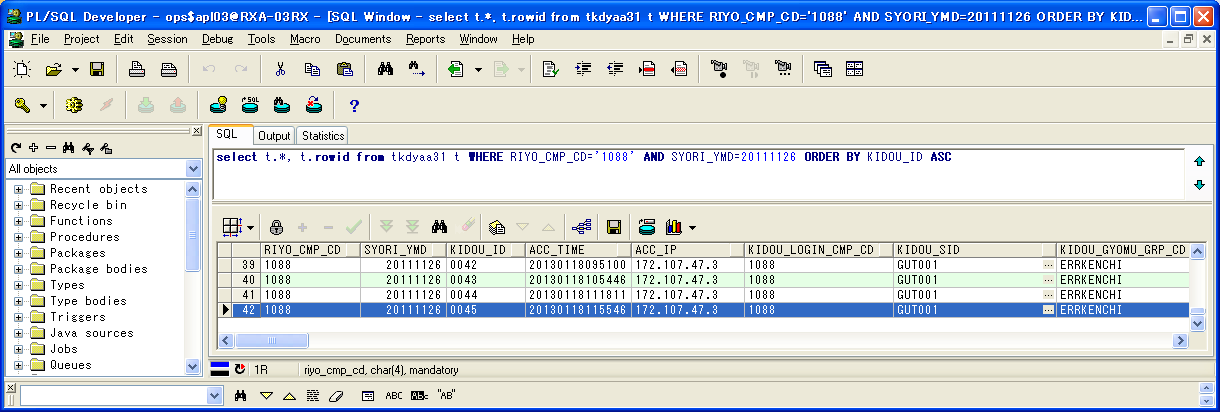 PL/SQL Developer - ops$apl03@RXA-03RX - [SQL Window - select t.*, t.rowid from tkdyaa31 t WHERE RIYO_CMP_CD='1088' AND SYORI_YMD=20111126 ORDER BY KID...
File Project Edit Session Debug Tools Macro Documents Reports Window Help
SQL
?
SQL Output Statistics
All objects
select t.*, t.rowid from tkdyaa31 t WHERE RIYO_CMP_CD='1088' AND SYORI_YMD=20111126 ORDER BY KIDOU_ID ASC
Recent objects
Recycle bin
Functions
Procedures
Packages
Package bodies
Types
Type bodies
Triggers
Java sources
Jobs
Queues
RIYO_CMP_CD SYORI_YMD KIDOU_ID ACC_TIME ACC_IP KIDOU_LOGIN_CMP_CD KIDOU_SID KIDOU_GYOMU_GRP_CD
39 1088 20111126 0042 20130118095100 172.107.47.3 1088 GUT001 ... ERRKENCHI
40 1088 20111126 0043 20130118105446 172.107.47.3 1088 GUT001 ... ERRKENCHI
41 1088 20111126 0044 20130118111811 172.107.47.3 1088 GUT001 ... ERRKENCHI
42 1088 20111126 0045 20130118115546 172.107.47.3 1088 GUT001 ... ERRKENCHI
1R riyo_cmp_cd, char(4), mandatory
ABC ABc "AB"